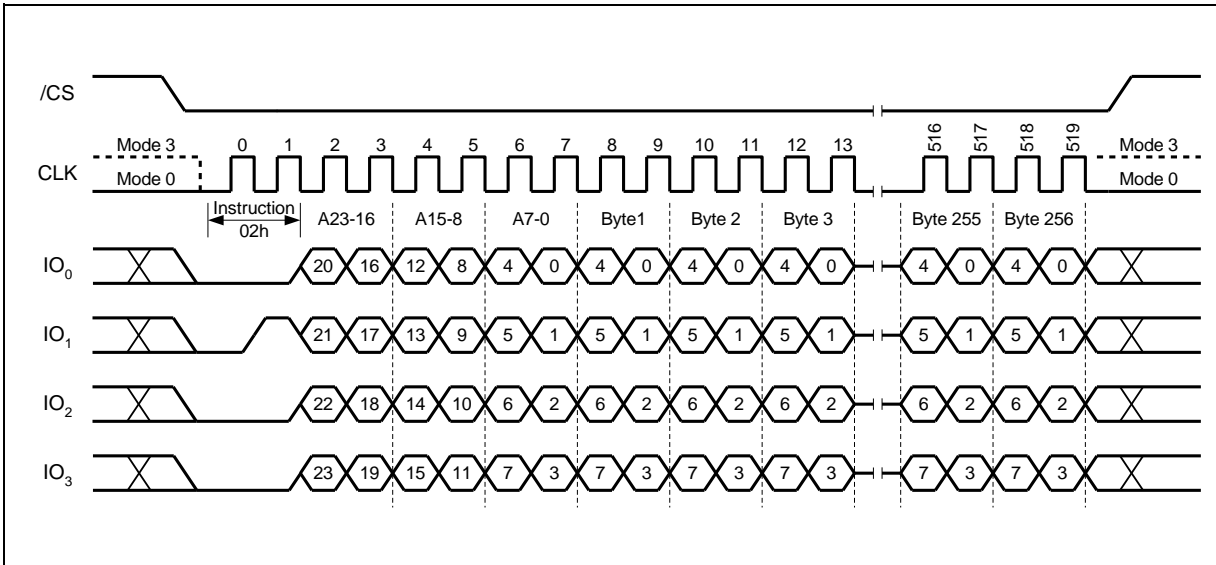 /CS
Mode 3 0 1 2 3 4 5 6 7 8 9 10 11 12 13 516 517 518 519 Mode 3
CLK
Mode 0 Mode 0
Instruction
02h
A23-16 A15-8 A7-0 Byte1 Byte 2 Byte 3 Byte 255 Byte 256
IO0 20 16 12 8 4 0 4 0 4 0 4 0 4 0 4 0
IO1 21 17 13 9 5 1 5 1 5 1 5 1 5 1 5 1
IO2 22 18 14 10 6 2 6 2 6 2 6 2 6 2 6 2
IO3 23 19 15 11 7 3 7 3 7 3 7 3 7 3 7 3